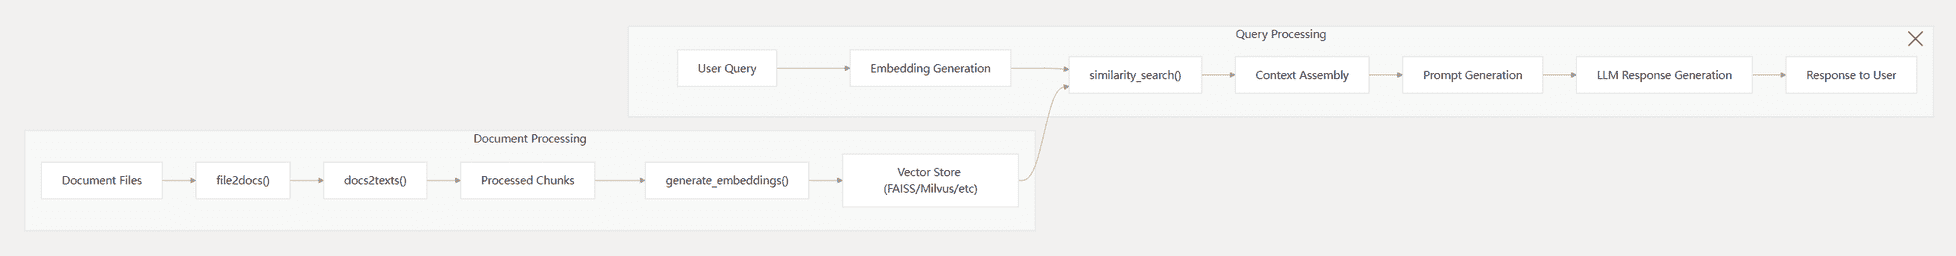 Query Processing
User Query
Embedding Generation
similarity_search()
Context Assembly
Prompt Generation
LLM Response Generation
Response to User
Document Processing
Document Files
file2docs()
docs2texts()
Processed Chunks
generate_embeddings()
Vector Store
(FAISS/Milvus/etc)